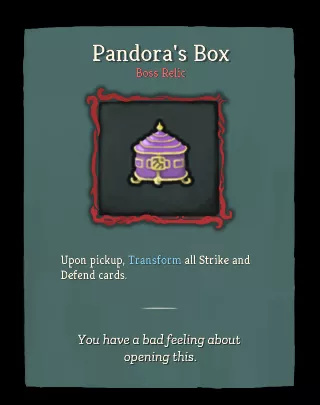 Pandora's Box
Boss Relic
Upon pickup, Transform all Strike and
Defend cards.
You have a bad feeling about
opening this.